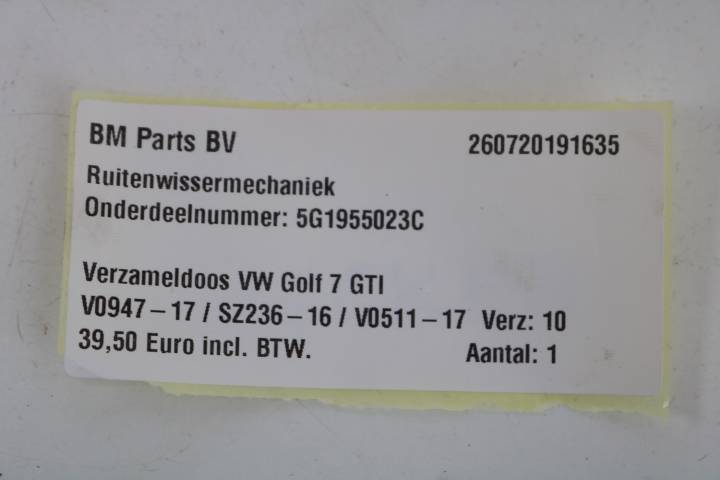 BM Parts BV 260720191635
Ruitenwissermechaniek
Onderdeelnummer: 5G1955023C
Verzameldoos VW Golf 7 GTI
V0947-17 / SZ236-16 / V0511-17 Verz: 10
39,50 Euro incl. BTW. Aantal: 1